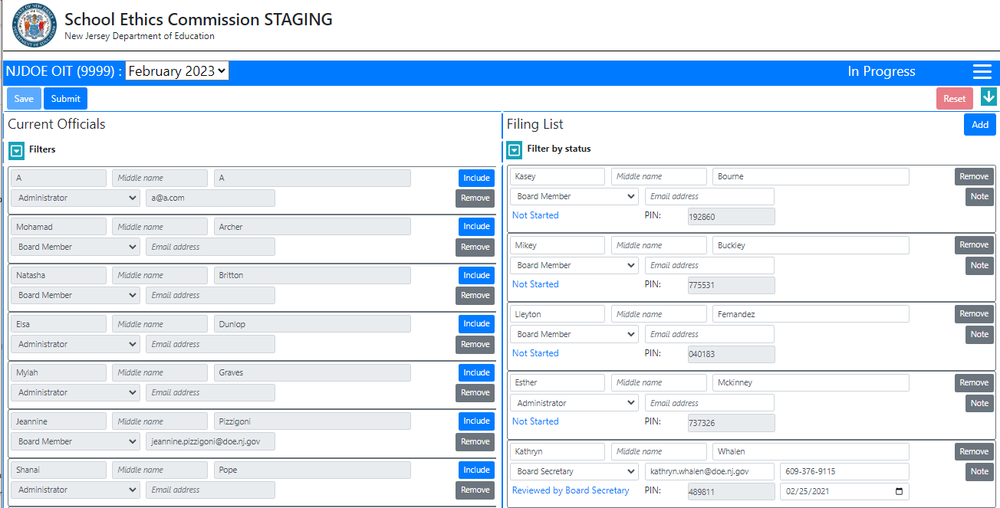 School Ethics Commission STAGING
New Jersey Department of Education
NJDOE OIT (9999) : February 2023 In Progress
Save Submit Reset
Current Officials
Filters
A Middle name A Include
Administrator a@a.com Remove
Mohamad Middle name Archer Include
Board Member Email address Remove
Natasha Middle name Britton Include
Board Member Email address Remove
Elsa Middle name Dunlop Include
Administrator Email address Remove
Mylah Middle name Graves Include
Administrator Email address Remove
Jeannine Middle name Pizzigoni Include
Board Member jeannine.pizzigoni@doe.nj.gov Remove
Shanai Middle name Pope Include
Administrator Email address Remove
Filing List Add
Filter by status
Kasey Middle name Bourne Remove
Board Member Email address Note
Not Started PIN: 192860
Mikey Middle name Buckley Remove
Board Member Email address Note
Not Started PIN: 775531
Lleyton Middle name Fernandez Remove
Board Member Email address Note
Not Started PIN: 040183
Esther Middle name Mckinney Remove
Administrator Email address Note
Not Started PIN: 737326
Kathryn Middle name Whalen Remove
Board Secretary kathryn.whalen@doe.nj.gov 609-376-9115 Note
Reviewed by Board Secretary PIN: 489811 02/25/2021